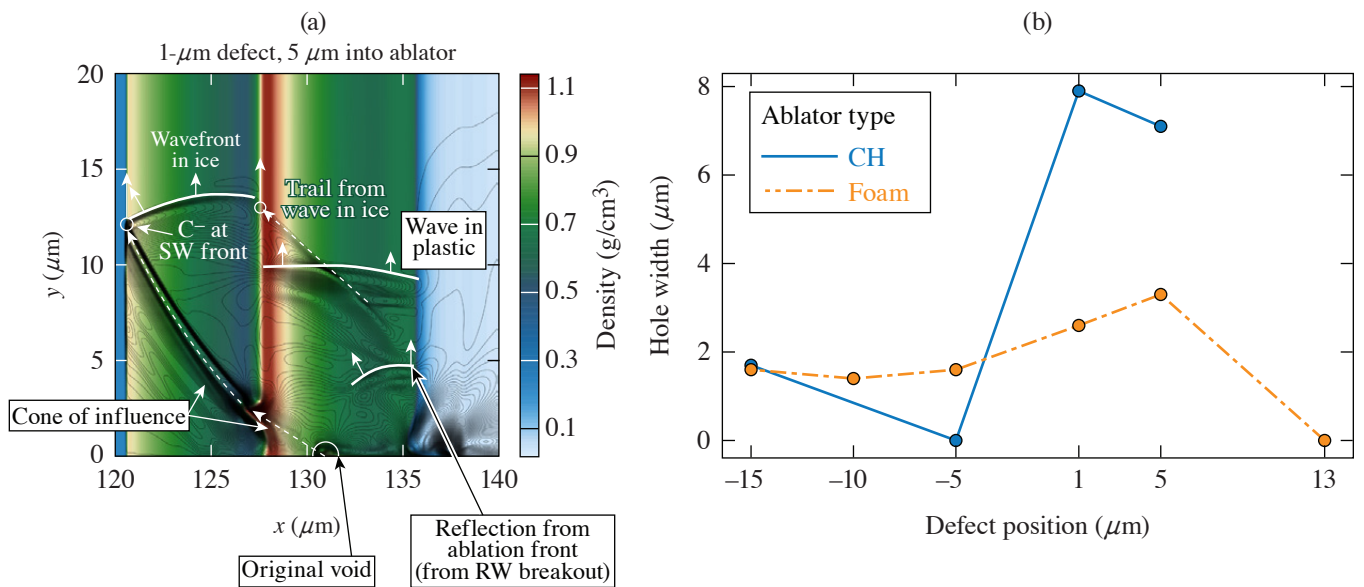 (a)
1-μm defect, 5 μm into ablator
20
15
10
5
0
y (μm)
120
125
130
135
140
x (μm)
Wavefront
in ice
Trail from
wave in ice
C⁻ at
SW front
Wave in
plastic
Cone of influence
Original void
Reflection from
ablation front
(from RW breakout)
1.1
0.9
0.7
0.5
0.3
0.1
Density (g/cm³)
(b)
8
6
4
2
0
Hole width (μm)
Ablator type
CH
Foam
–15
–10
–5
1
5
13
Defect position (μm)